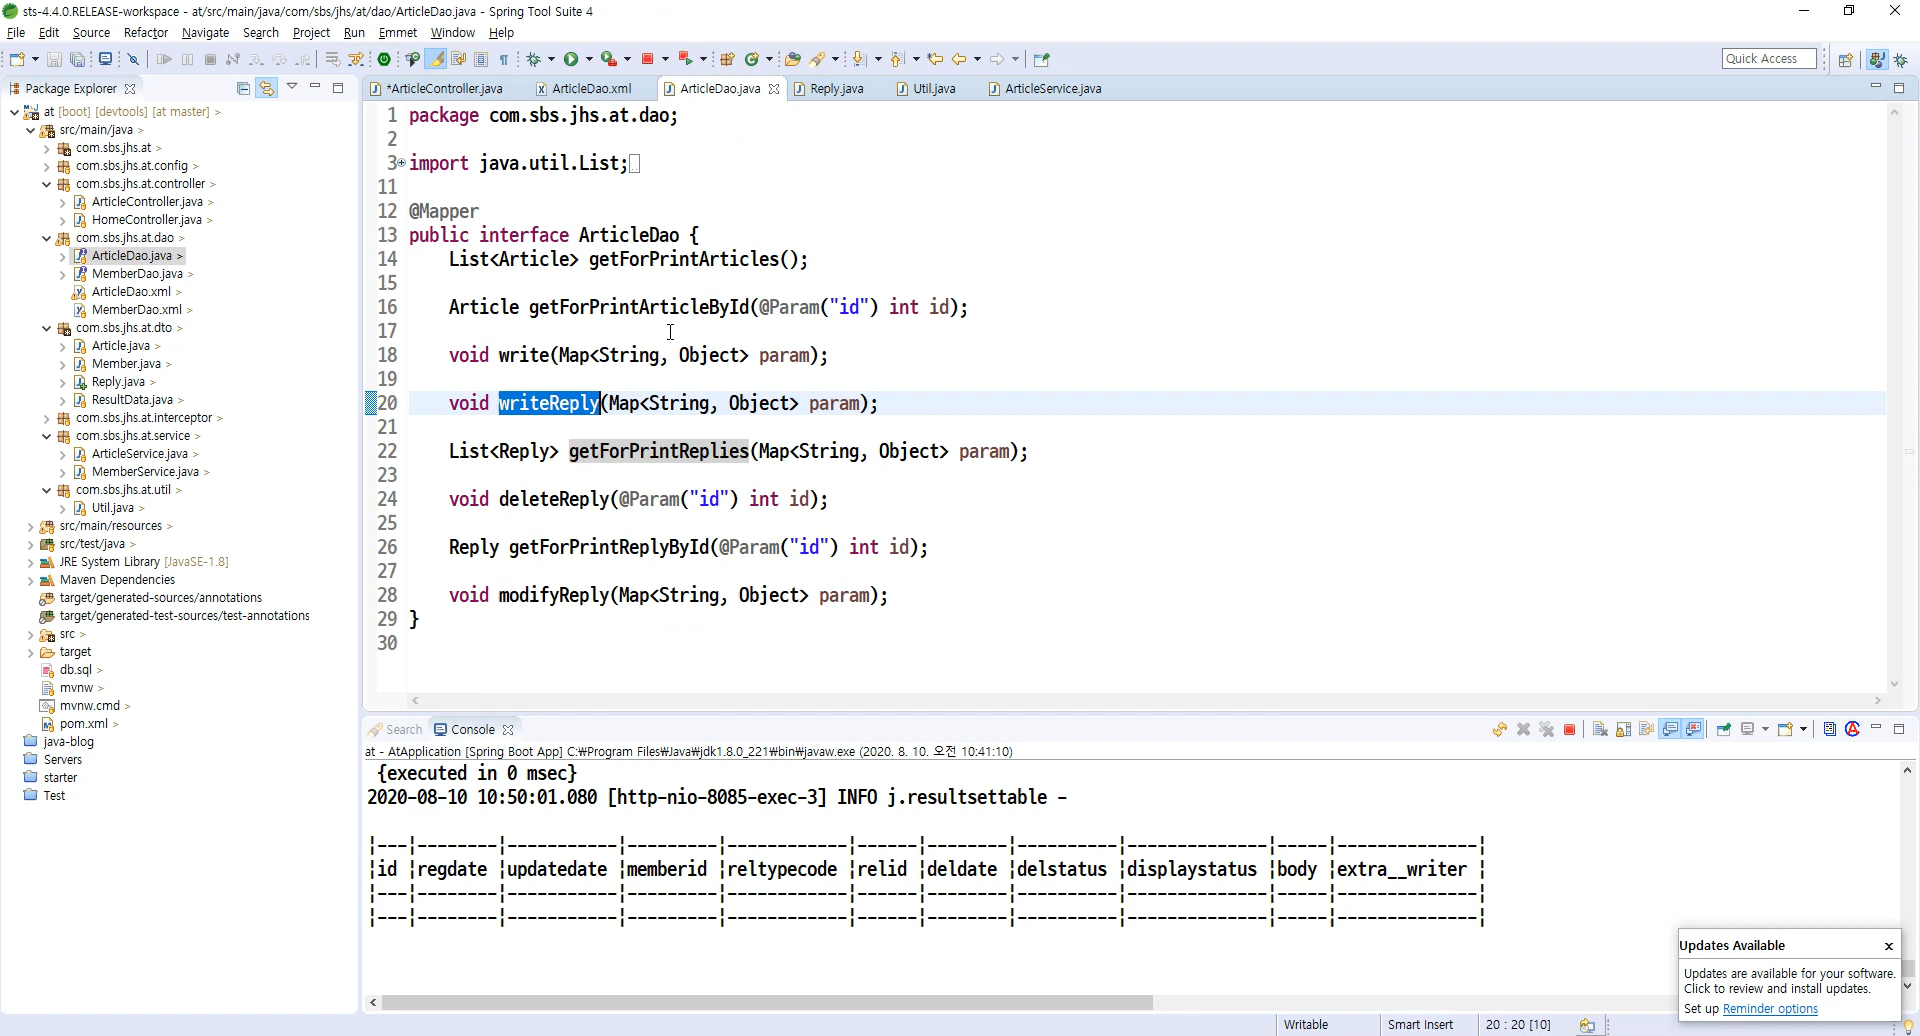 sts-4.4.0.RELEASE-workspace - at/src/main/java/com/sbs/jhs/at/dao/ArticleDao.java - Spring Tool Suite 4
File Edit Source Refactor Navigate Search Project Run Emmet Window Help
Quick Access
Package Explorer
at [boot] [devtools] [at master] >
src/main/java >
com.sbs.jhs.at >
com.sbs.jhs.at.config >
com.sbs.jhs.at.controller >
ArticleController.java >
HomeController.java >
com.sbs.jhs.at.dao >
ArticleDao.java >
MemberDao.java >
ArticleDao.xml >
MemberDao.xml >
com.sbs.jhs.at.dto >
Article.java >
Member.java >
Reply.java >
ResultData.java >
com.sbs.jhs.at.interceptor >
com.sbs.jhs.at.service >
ArticleService.java >
MemberService.java >
com.sbs.jhs.at.util >
Util.java >
src/main/resources >
src/test/java >
JRE System Library [JavaSE-1.8]
Maven Dependencies
target/generated-sources/annotations
target/generated-test-sources/test-annotations
src >
target
db.sql >
mvnw >
mvnw.cmd >
pom.xml >
java-blog
Servers
starter
Test
*ArticleController.java ArticleDao.xml ArticleDao.java Reply.java Util.java ArticleService.java
1 package com.sbs.jhs.at.dao;
2
3 import java.util.List;
11
12 @Mapper
13 public interface ArticleDao {
14 List<Article> getForPrintArticles();
15
16 Article getForPrintArticleById(@Param("id") int id);
17
18 void write(Map<String, Object> param);
19
20 void writeReply(Map<String, Object> param);
21
22 List<Reply> getForPrintReplies(Map<String, Object> param);
23
24 void deleteReply(@Param("id") int id);
25
26 Reply getForPrintReplyById(@Param("id") int id);
27
28 void modifyReply(Map<String, Object> param);
29 }
30
Search Console
at - AtApplication [Spring Boot App] C:₩Program Files₩Java₩jdk1.8.0_221₩bin₩javaw.exe (2020. 8. 10. 오전 10:41:10)
{executed in 0 msec}
2020-08-10 10:50:01.080 [http-nio-8085-exec-3] INFO j.resultsettable -
|---|--------|-----------|---------|------------|------|--------|----------|--------------|-----|--------------|
|id |regdate |updatedate |memberid |reltypecode |relid |deldate |delstatus |displaystatus |body |extra__writer |
|---|--------|-----------|---------|------------|------|--------|----------|--------------|-----|--------------|
|---|--------|-----------|---------|------------|------|--------|----------|--------------|-----|--------------|
Updates Available
Updates are available for your software.
Click to review and install updates.
Set up Reminder options
Writable Smart Insert 20 : 20 [10]